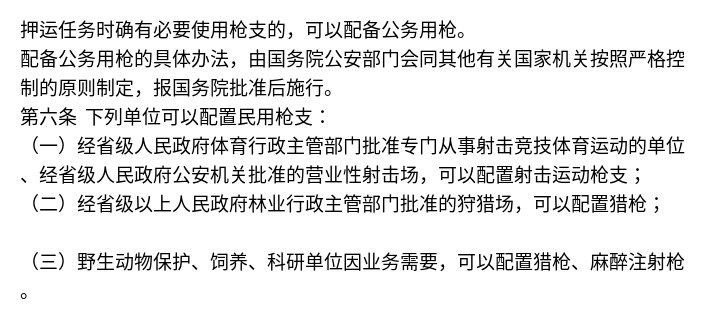 押运任务时确有必要使用枪支的，可以配备公务用枪。
配备公务用枪的具体办法，由国务院公安部门会同其他有关国家机关按照严格控
制的原则制定，报国务院批准后施行。
第六条 下列单位可以配置民用枪支：
（一）经省级人民政府体育行政主管部门批准专门从事射击竞技体育运动的单位
、经省级人民政府公安机关批准的营业性射击场，可以配置射击运动枪支；
（二）经省级以上人民政府林业行政主管部门批准的狩猎场，可以配置猎枪；
（三）野生动物保护、饲养、科研单位因业务需要，可以配置猎枪、麻醉注射枪
。